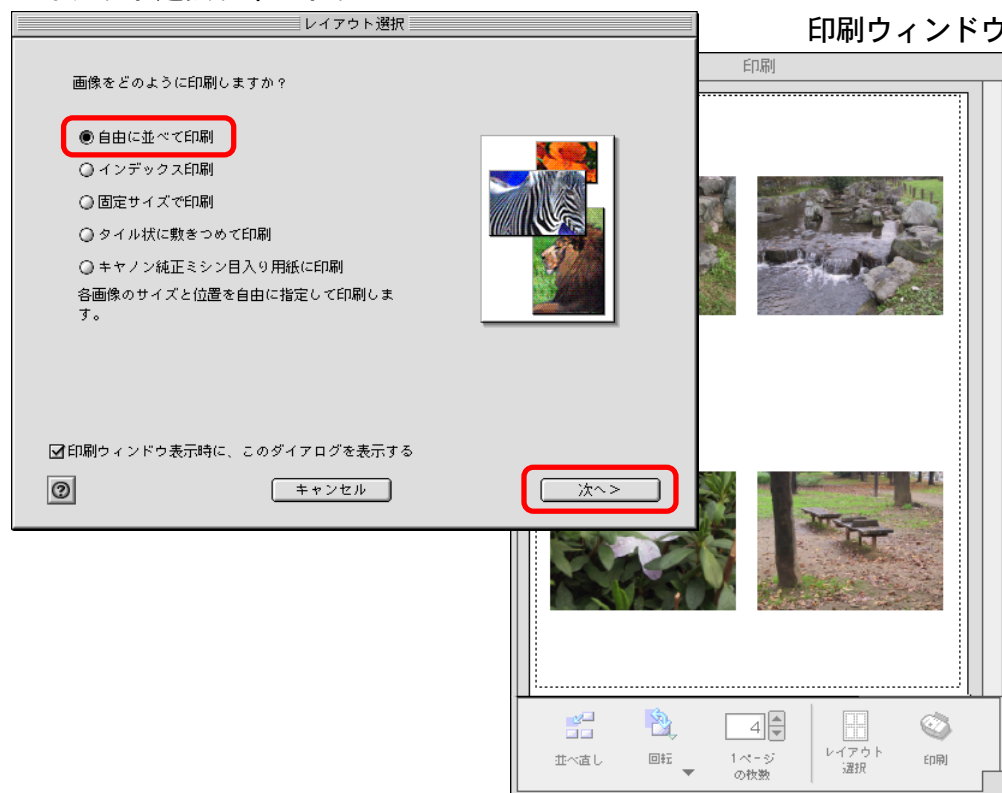 レイアウト選択
印刷ウィンドウ
印刷
画像をどのように印刷しますか？
自由に並べて印刷
インデックス印刷
固定サイズで印刷
タイル状に敷きつめて印刷
キヤノン純正ミシン目入り用紙に印刷
各画像のサイズと位置を自由に指定して印刷しま
す。
印刷ウィンドウ表示時に、このダイアログを表示する
?
キャンセル
次へ>
4
並べ直し
回転
1ページ
の枚数
レイアウト
選択
印刷